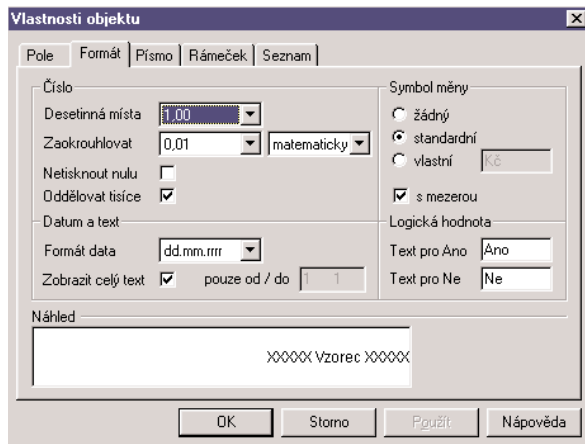 Vlastnosti objektu
Pole Formát Písmo Rámeček Seznam
Číslo
Desetinná místa 1,00
Zaokrouhlovat 0,01 matematicky
Netisknout nulu
Oddělovat tisíce
Symbol měny
žádný
standardní
vlastní Kč
s mezerou
Datum a text
Formát data dd.mm.rrrr
Zobrazit celý text pouze od / do 1 1
Logická hodnota
Text pro Ano Ano
Text pro Ne Ne
Náhled
XXXXX Vzorec XXXXX
OK Storno Použít Nápověda